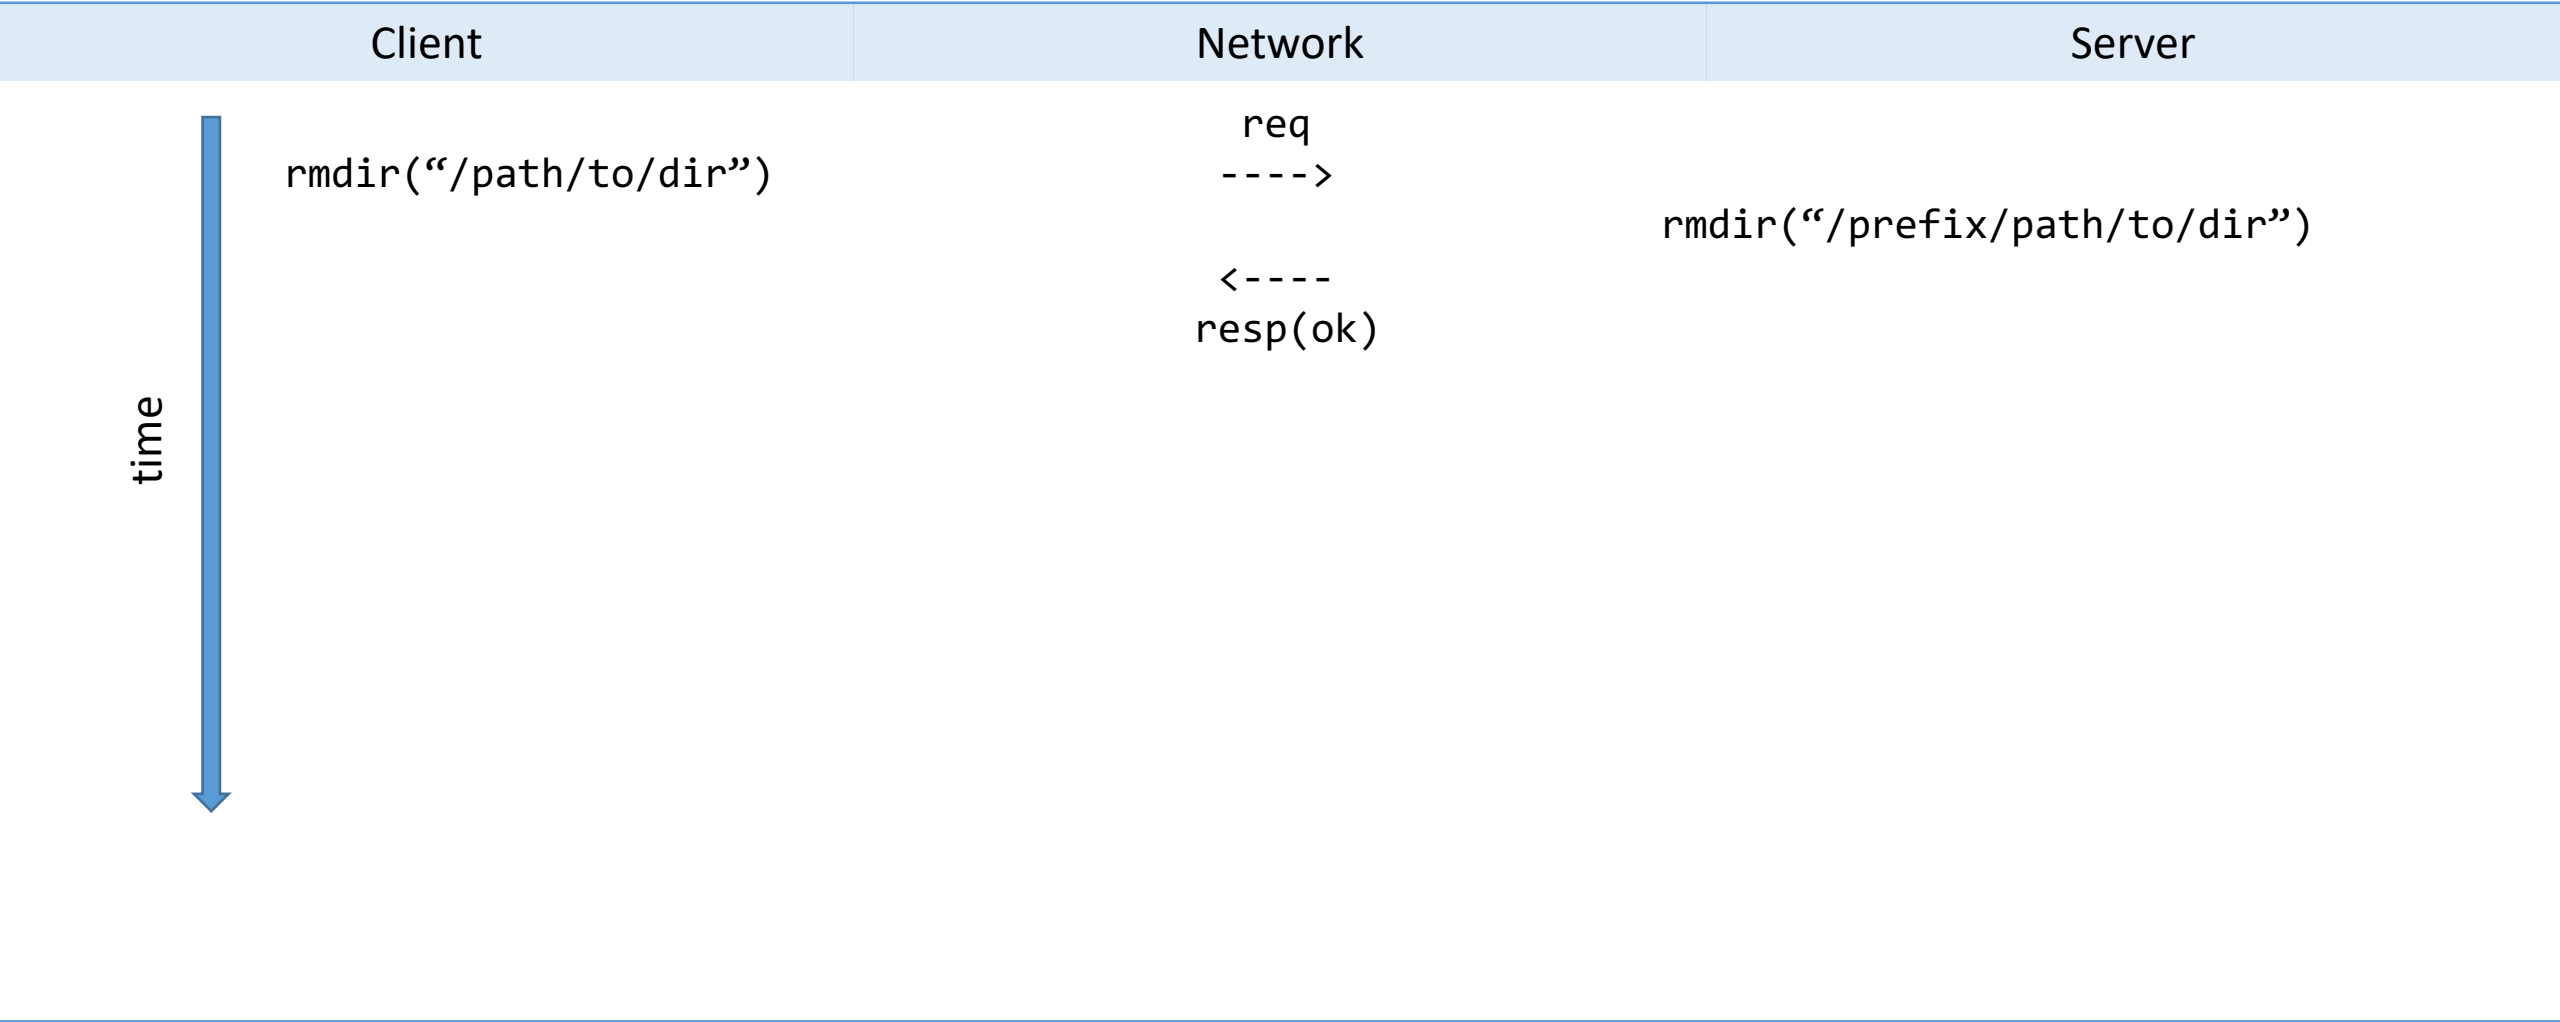 Client Network Server
req
rmdir(“/path/to/dir”) ---->
rmdir(“/prefix/path/to/dir”)
<----
resp(ok)
time